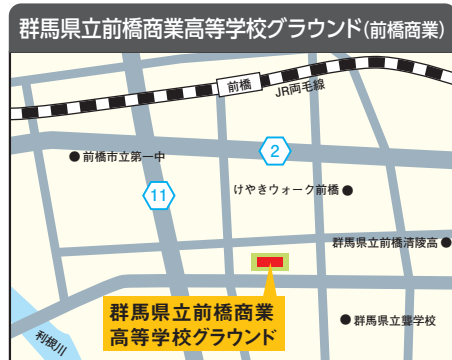 群馬県立前橋商業高等学校グラウンド(前橋商業)
前橋
JR両毛線
前橋市立第一中
2
11
けやきウォーク前橋
群馬県立前橋清陵高
群馬県立前橋商業
高等学校グラウンド
群馬県立聾学校
利根川